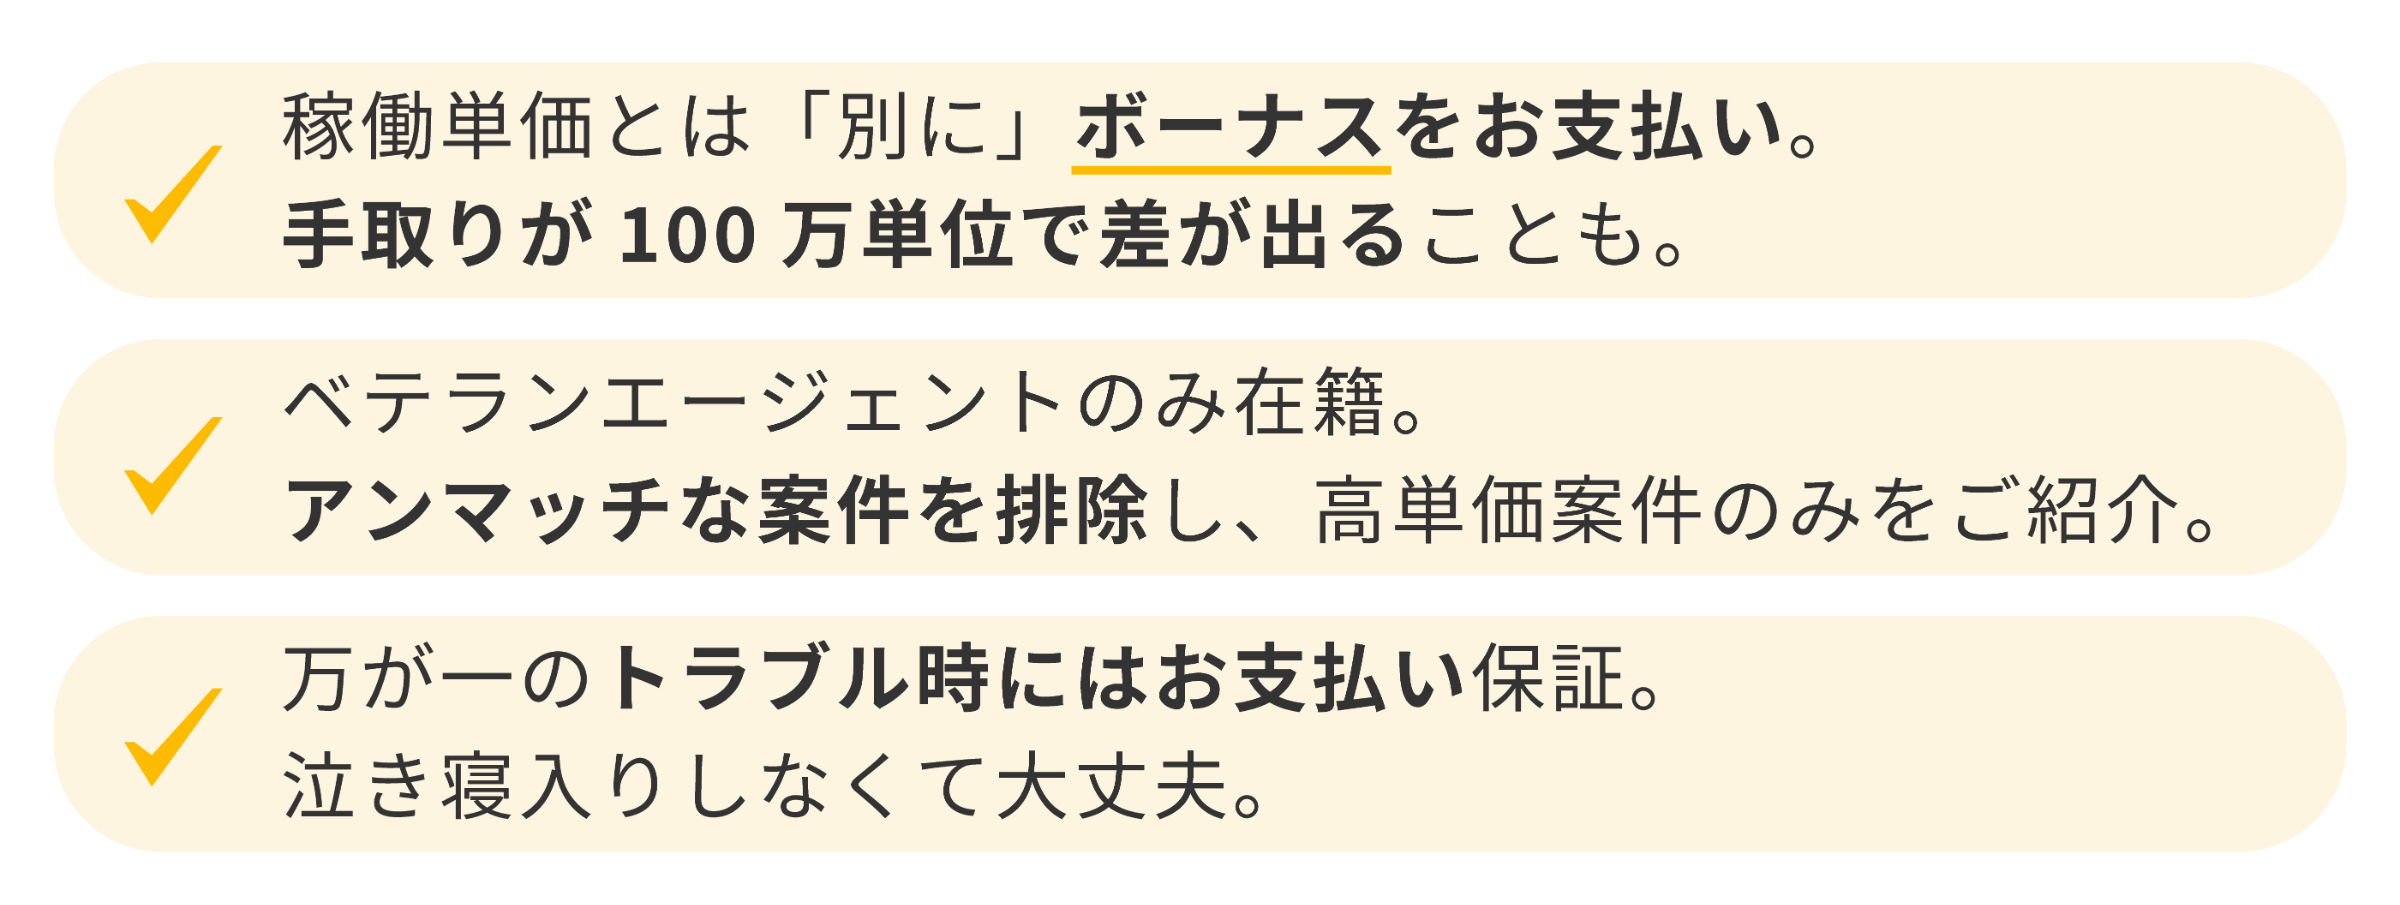 稼働単価とは「別に」ボーナスをお支払い。
手取りが 100 万単位で差が出ることも。
ベテランエージェントのみ在籍。
アンマッチな案件を排除し、高単価案件のみをご紹介。
万が一のトラブル時にはお支払い保証。
泣き寝入りしなくて大丈夫。